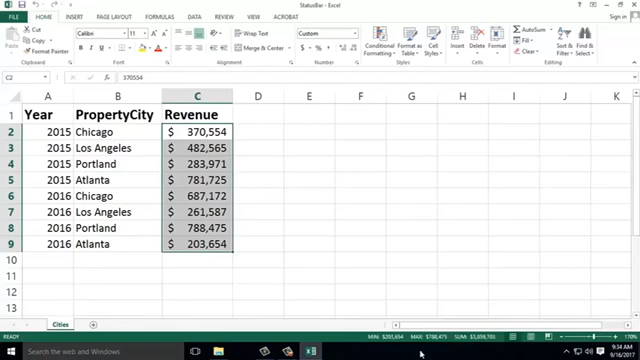 StatusBar - Excel
Sign in
FILE HOME INSERT PAGE LAYOUT FORMULAS DATA REVIEW VIEW ACROBAT
Cut
Copy
Format Painter
Paste
Clipboard
Calibri 11
Font
Wrap Text
Merge & Center
Alignment
Custom
Number
Conditional Formatting
Format as Table
Cell Styles
Styles
Insert Delete Format
Cells
AutoSum
Fill
Clear
Sort & Filter
Find & Select
Editing
C2 370554
A B C D E F G H I J K
1 Year PropertyCity Revenue
2 2015 Chicago $ 370,554
3 2015 Los Angeles $ 482,565
4 2015 Portland $ 283,971
5 2015 Atlanta $ 781,725
6 2016 Chicago $ 687,172
7 2016 Los Angeles $ 261,587
8 2016 Portland $ 788,475
9 2016 Atlanta $ 203,654
10
11
12
13
Cities
READY MIN: $203,654 MAX: $788,475 SUM: $3,859,703 170%
Search the web and Windows
9:34 AM